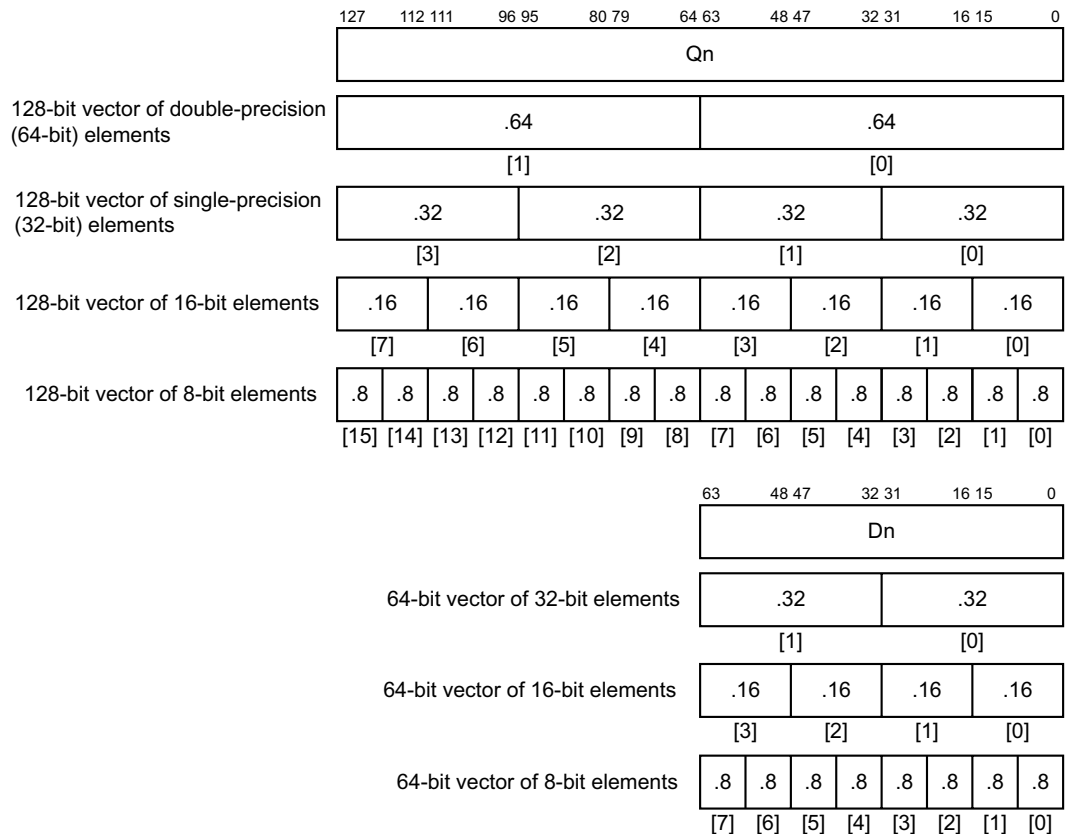 127 112 111 96 95 80 79 64 63 48 47 32 31 16 15 0
Qn
128-bit vector of double-precision
(64-bit) elements
.64 .64
[1] [0]
128-bit vector of single-precision
(32-bit) elements
.32 .32 .32 .32
[3] [2] [1] [0]
128-bit vector of 16-bit elements
.16 .16 .16 .16 .16 .16 .16 .16
[7] [6] [5] [4] [3] [2] [1] [0]
128-bit vector of 8-bit elements
.8 .8 .8 .8 .8 .8 .8 .8 .8 .8 .8 .8 .8 .8 .8 .8
[15] [14] [13] [12] [11] [10] [9] [8] [7] [6] [5] [4] [3] [2] [1] [0]
63 48 47 32 31 16 15 0
Dn
64-bit vector of 32-bit elements
.32 .32
[1] [0]
64-bit vector of 16-bit elements
.16 .16 .16 .16
[3] [2] [1] [0]
64-bit vector of 8-bit elements
.8 .8 .8 .8 .8 .8 .8 .8
[7] [6] [5] [4] [3] [2] [1] [0]